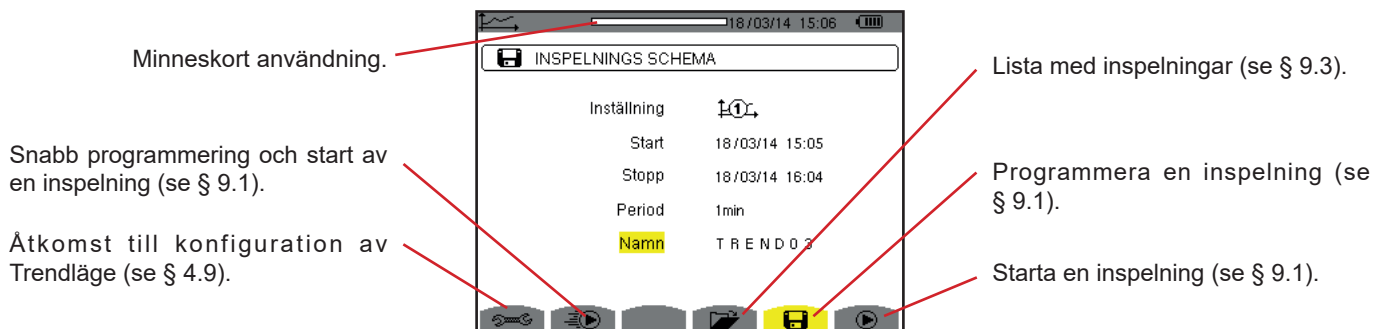 18/03/14 15:06
Minneskort användning.
INSPELNINGS SCHEMA
Lista med inspelningar (se § 9.3).
Inställning 1
Start 18/03/14 15:05
Snabb programmering och start av
en inspelning (se § 9.1).
Stopp 18/03/14 16:04
Programmera en inspelning (se
§ 9.1).
Period 1min
Namn TREND03
Åtkomst till konfiguration av
Trendläge (se § 4.9).
Starta en inspelning (se § 9.1).